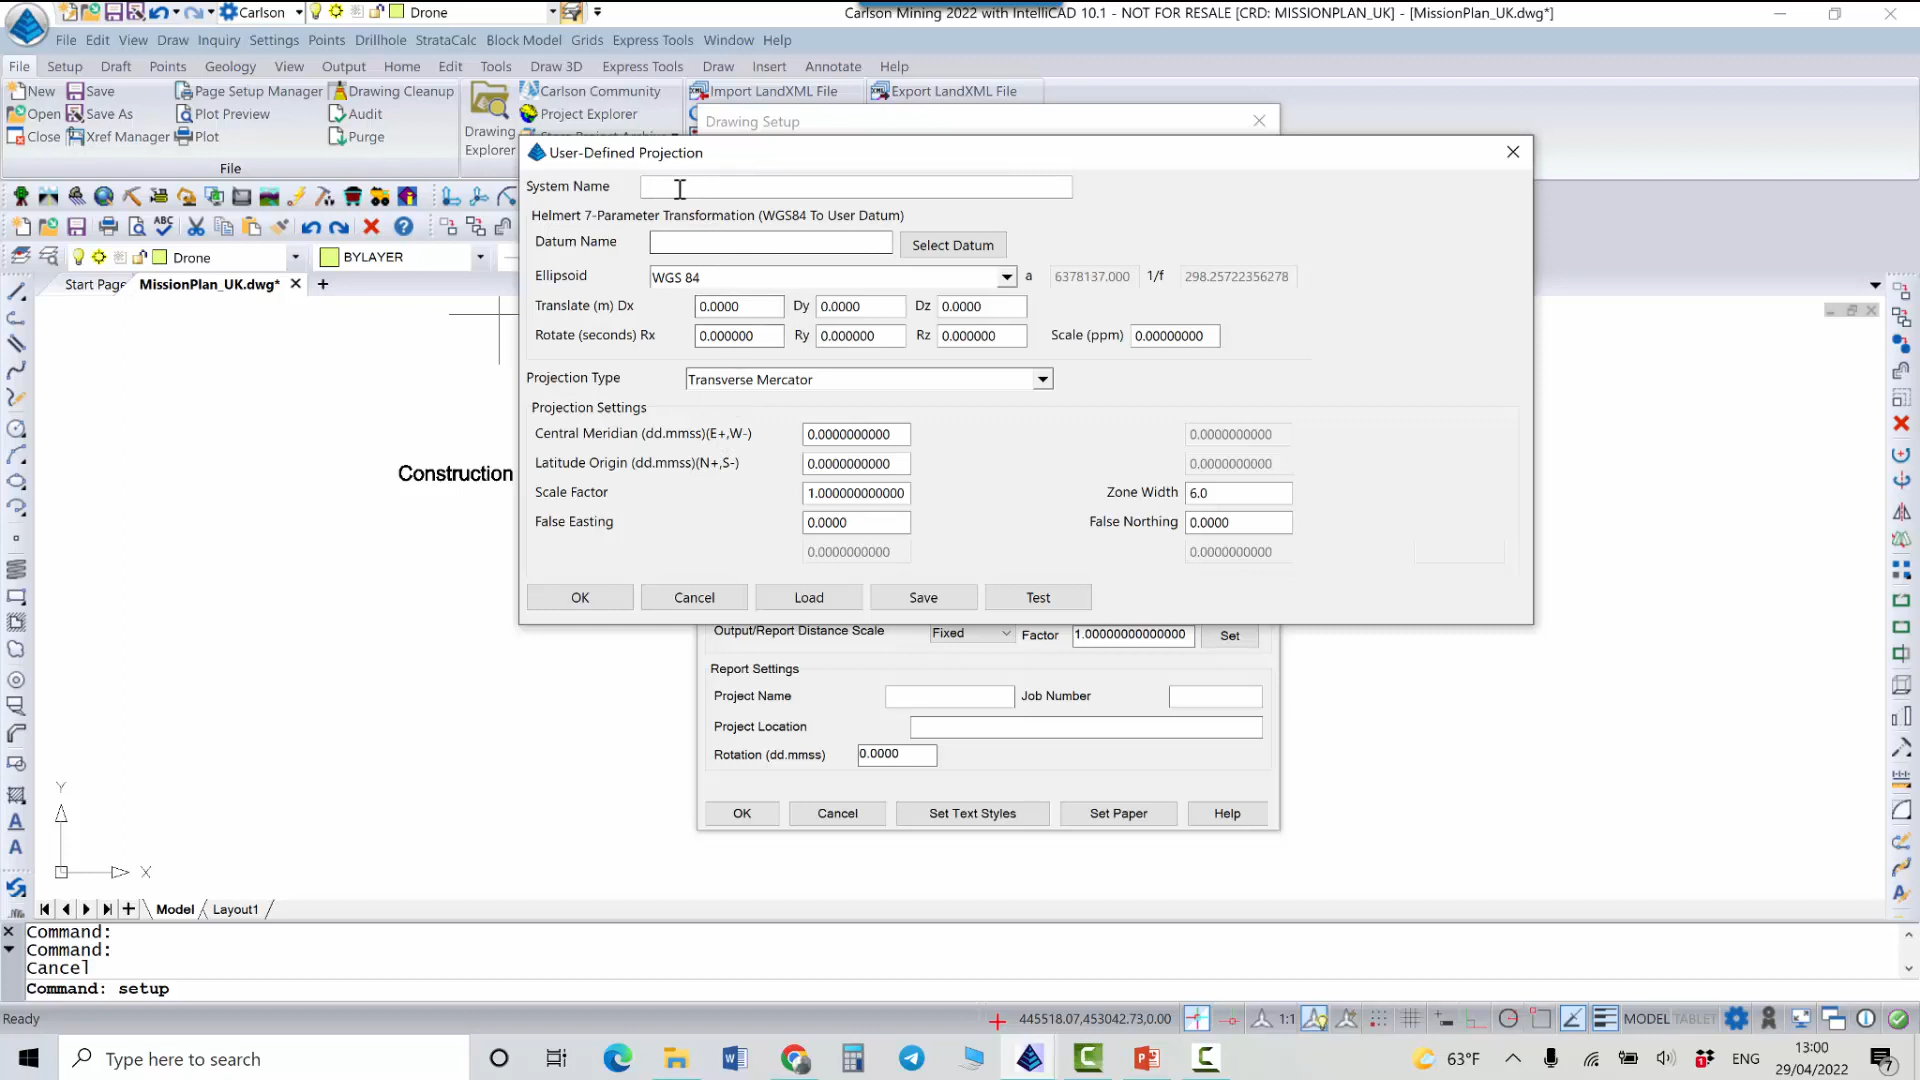 Carlson
Drone
Carlson Mining 2022 with IntelliCAD 10.1 - NOT FOR RESALE [CRD: MISSIONPLAN_UK] - [MissionPlan_UK.dwg*]
File Edit View Draw Inquiry Settings Points Drillhole StrataCalc Block Model Grids Express Tools Window Help
File Setup Draft Points Geology View Output Home Edit Tools Draw 3D Express Tools Draw Insert Annotate Help
New Save Page Setup Manager Drawing Cleanup Carlson Community Import LandXML File Export LandXML File
Open Save As Plot Preview Audit Project Explorer
Close Xref Manager Plot Purge Drawing
Explorer
File
Drawing Setup
User-Defined Projection
System Name
Helmert 7-Parameter Transformation (WGS84 To User Datum)
Datum Name Select Datum
Ellipsoid WGS 84 a 6378137.000 1/f 298.25722356278
Translate (m) Dx 0.0000 Dy 0.0000 Dz 0.0000
Rotate (seconds) Rx 0.000000 Ry 0.000000 Rz 0.000000 Scale (ppm) 0.00000000
Projection Type Transverse Mercator
Projection Settings
Central Meridian (dd.mmss)(E+,W-) 0.0000000000 0.0000000000
Latitude Origin (dd.mmss)(N+,S-) 0.0000000000 0.0000000000
Scale Factor 1.000000000000 Zone Width 6.0
False Easting 0.0000 False Northing 0.0000
0.0000000000 0.0000000000
OK Cancel Load Save Test
Drone BYLAYER
Start Page MissionPlan_UK.dwg*
Construction
Output/Report Distance Scale Fixed Factor 1.00000000000000 Set
Report Settings
Project Name Job Number
Project Location
Rotation (dd.mmss) 0.0000
OK Cancel Set Text Styles Set Paper Help
Y
X
Model Layout1
Command:
Command:
Cancel
Command: setup
Ready 445518.07,453042.73,0.00 1:1 MODEL TABLET
Type here to search 63°F ENG 13:00
29/04/2022
7